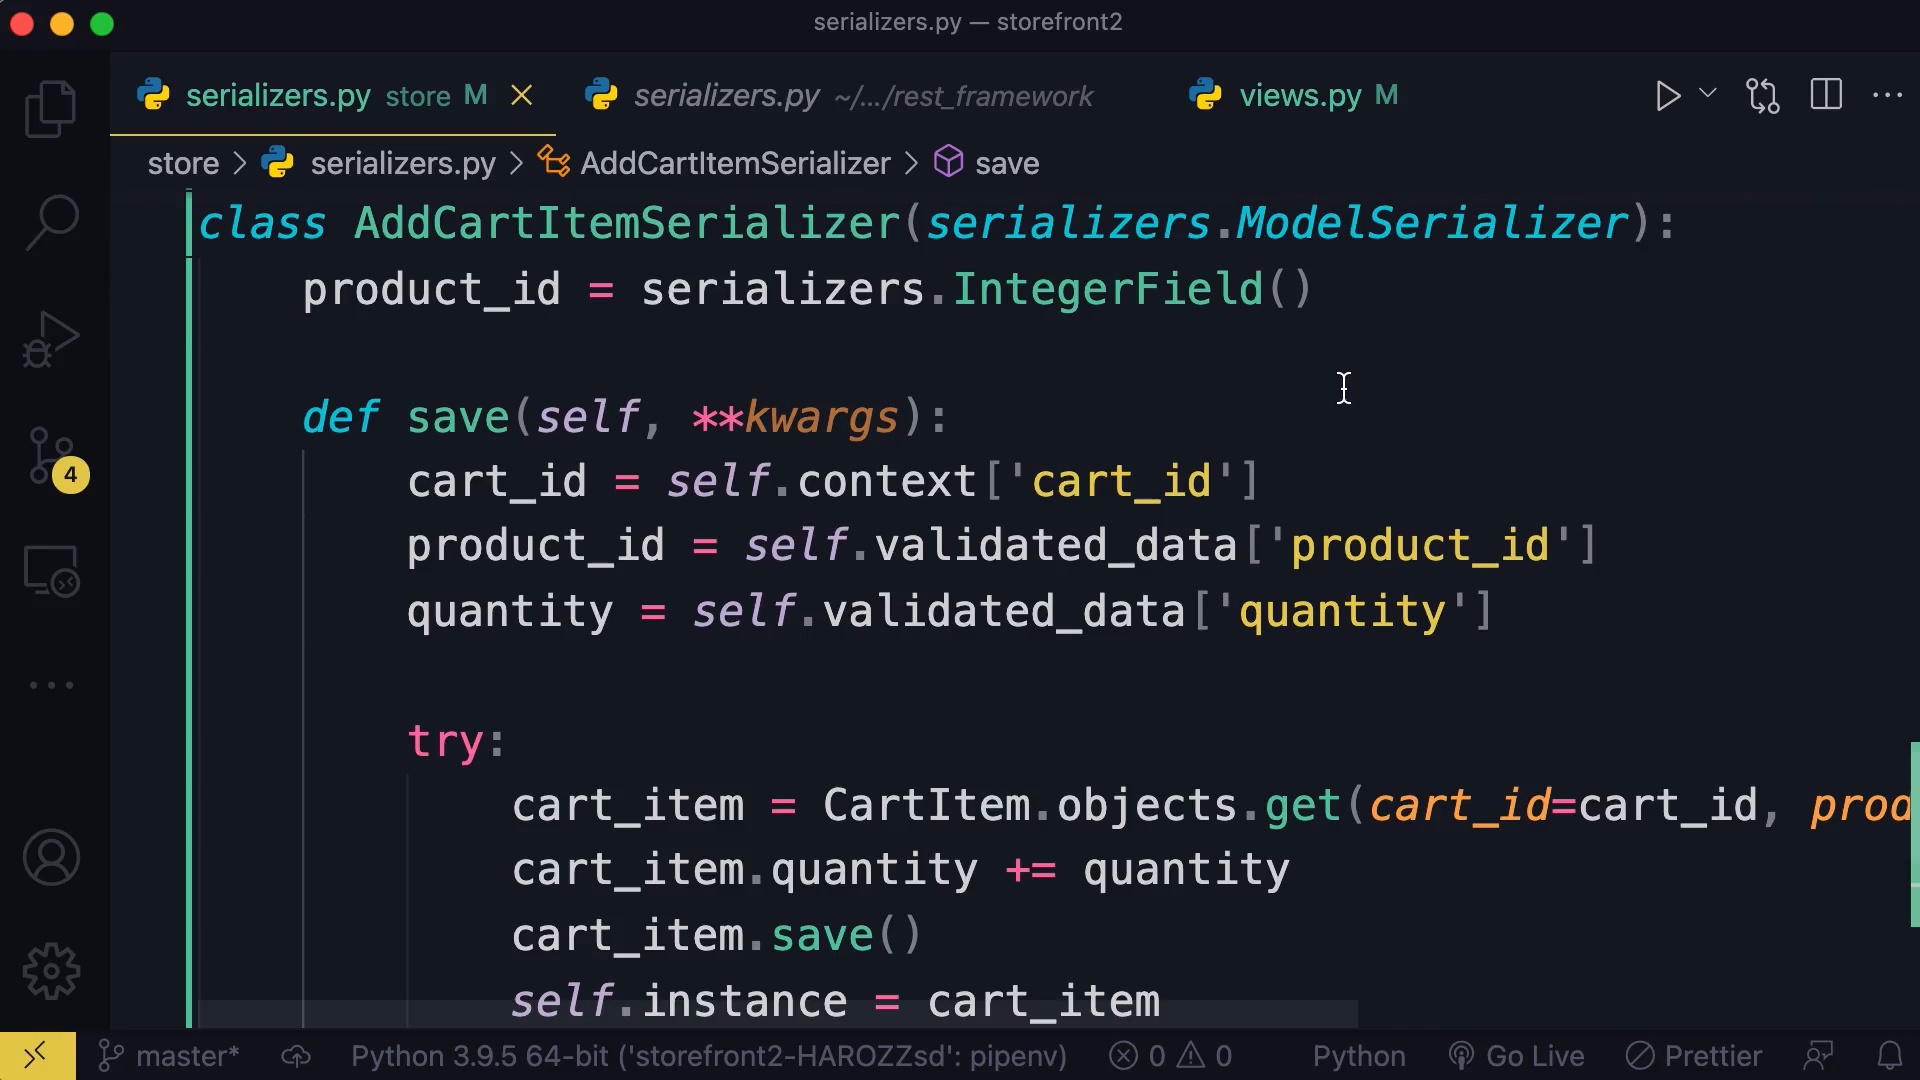 serializers.py — storefront2
serializers.py store M
serializers.py ~/.../rest_framework
views.py M
store > serializers.py > AddCartItemSerializer > save
class AddCartItemSerializer(serializers.ModelSerializer):
    product_id = serializers.IntegerField()
    def save(self, **kwargs):
        cart_id = self.context['cart_id']
        product_id = self.validated_data['product_id']
        quantity = self.validated_data['quantity']
        try:
            cart_item = CartItem.objects.get(cart_id=cart_id, prod
            cart_item.quantity += quantity
            cart_item.save()
            self.instance = cart_item
4
master* Python 3.9.5 64-bit ('storefront2-HAROZZsd': pipenv) 0 0 Python Go Live Prettier